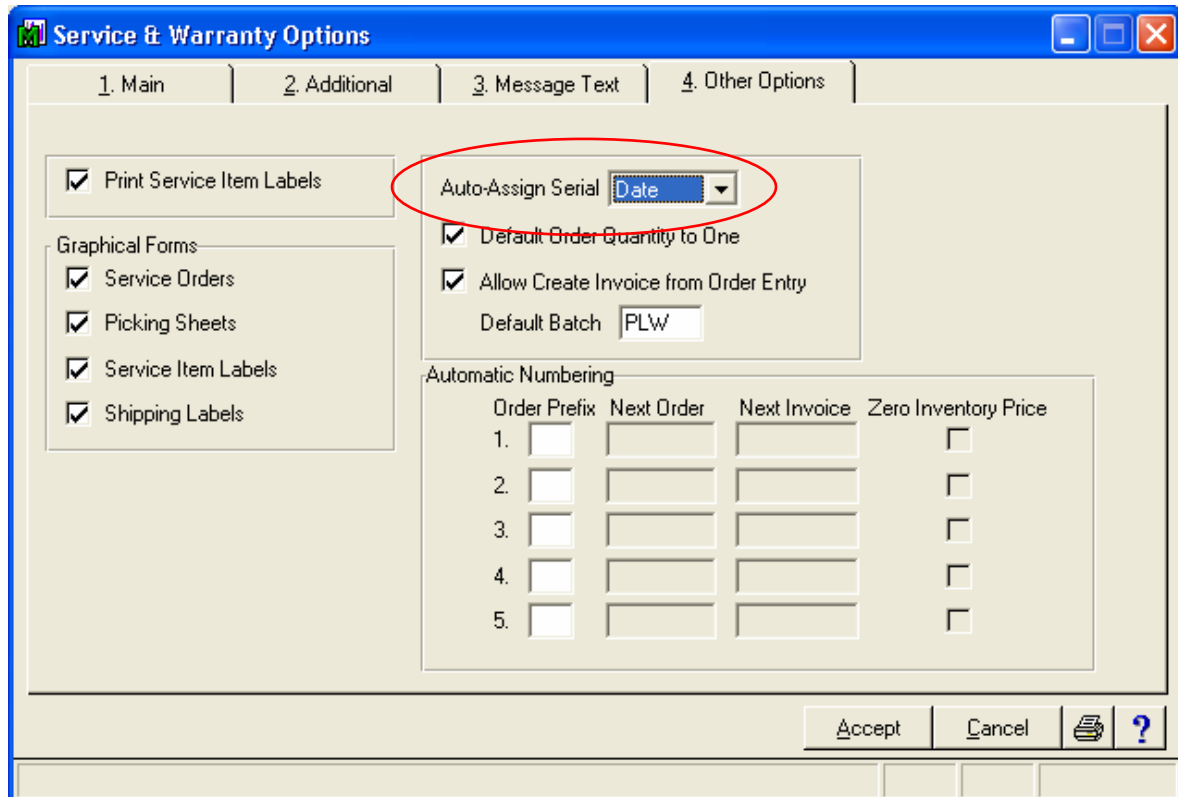 Service & Warranty Options
1. Main
2. Additional
3. Message Text
4. Other Options
Print Service Item Labels
Graphical Forms
Service Orders
Picking Sheets
Service Item Labels
Shipping Labels
Auto-Assign Serial Date
Default Order Quantity to One
Allow Create Invoice from Order Entry
Default Batch PLW
Automatic Numbering
Order Prefix Next Order Next Invoice Zero Inventory Price
1.
2.
3.
4.
5.
Accept Cancel ?